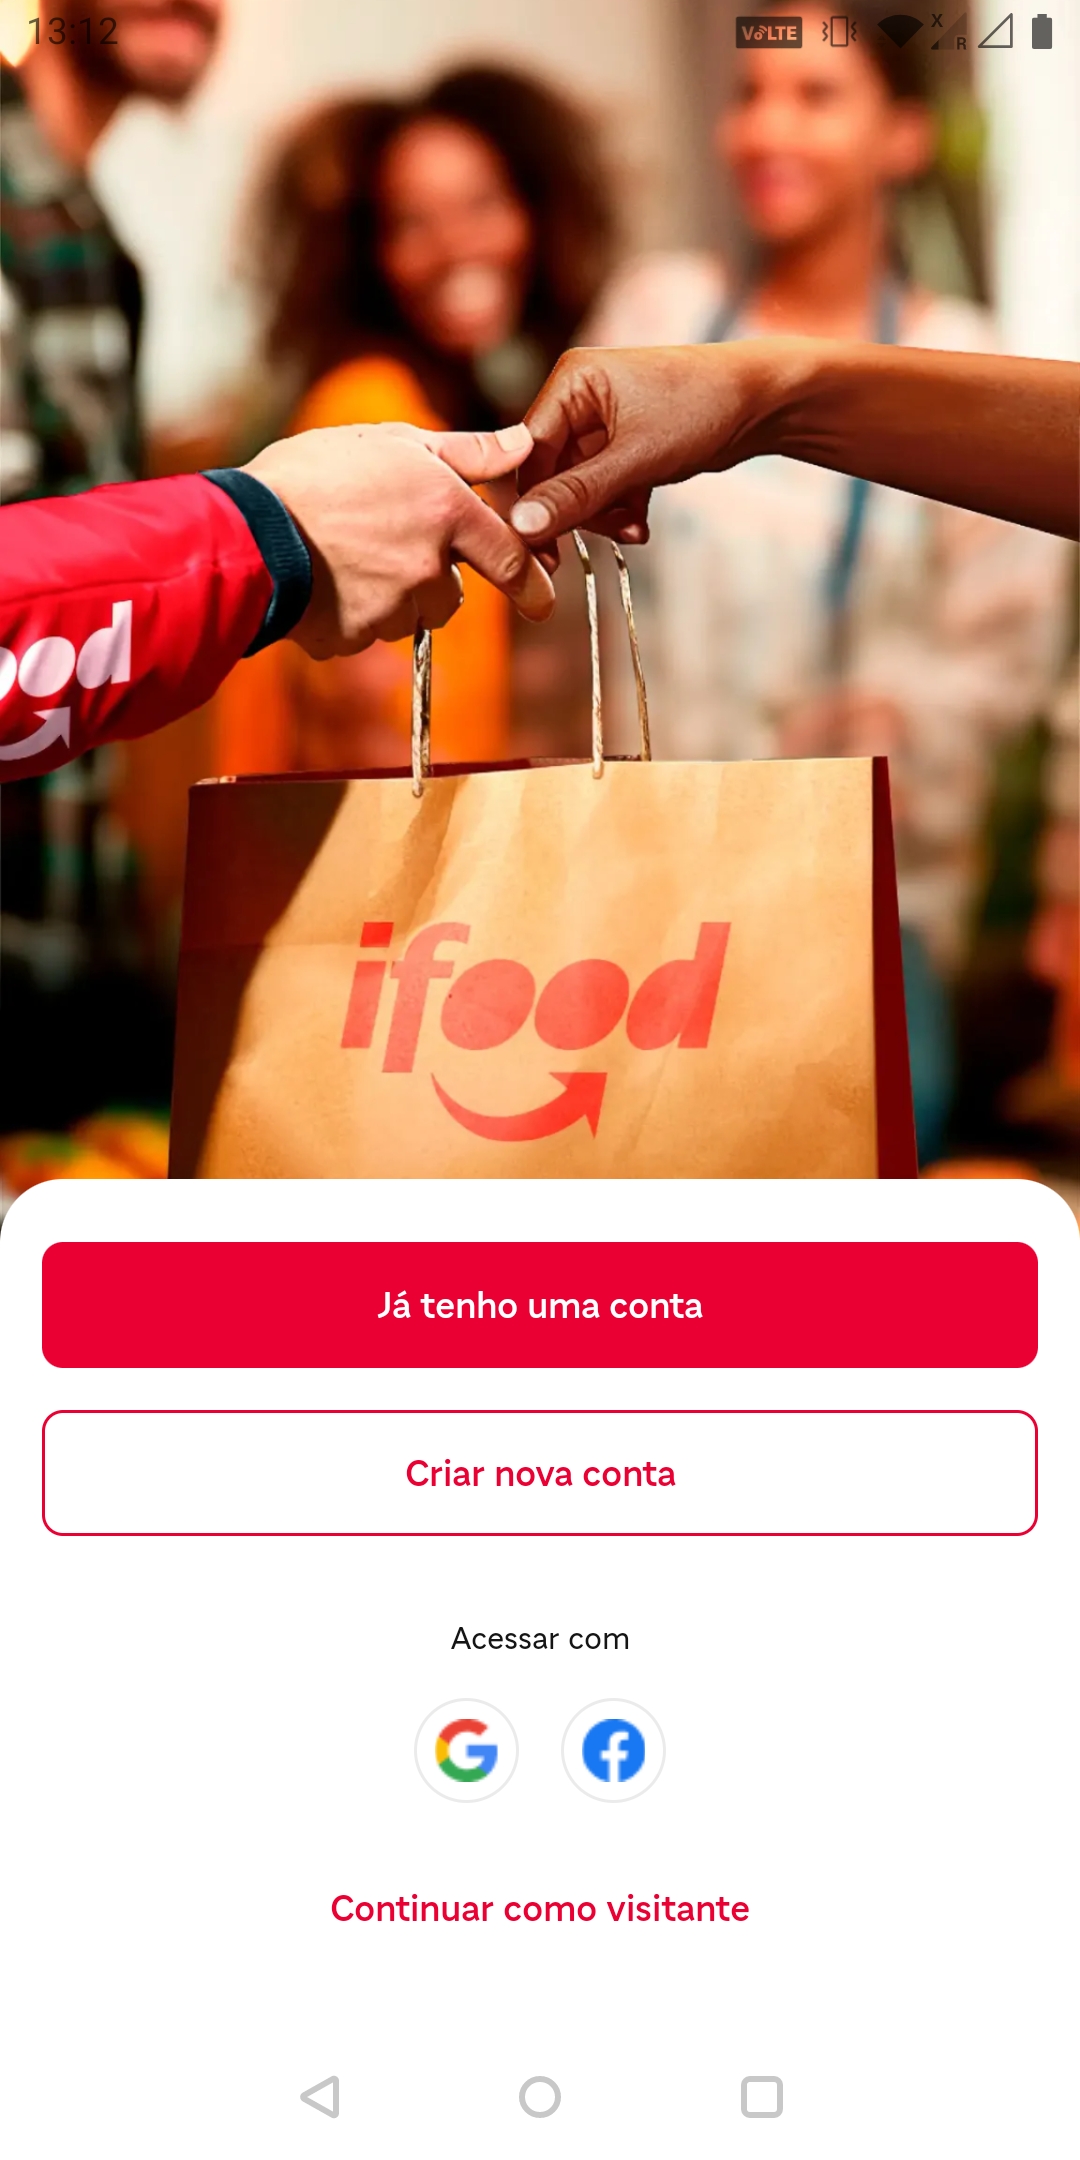 13:12
VoLTE
X
R
ood
ifood
Já tenho uma conta
Criar nova conta
Acessar com
Continuar como visitante